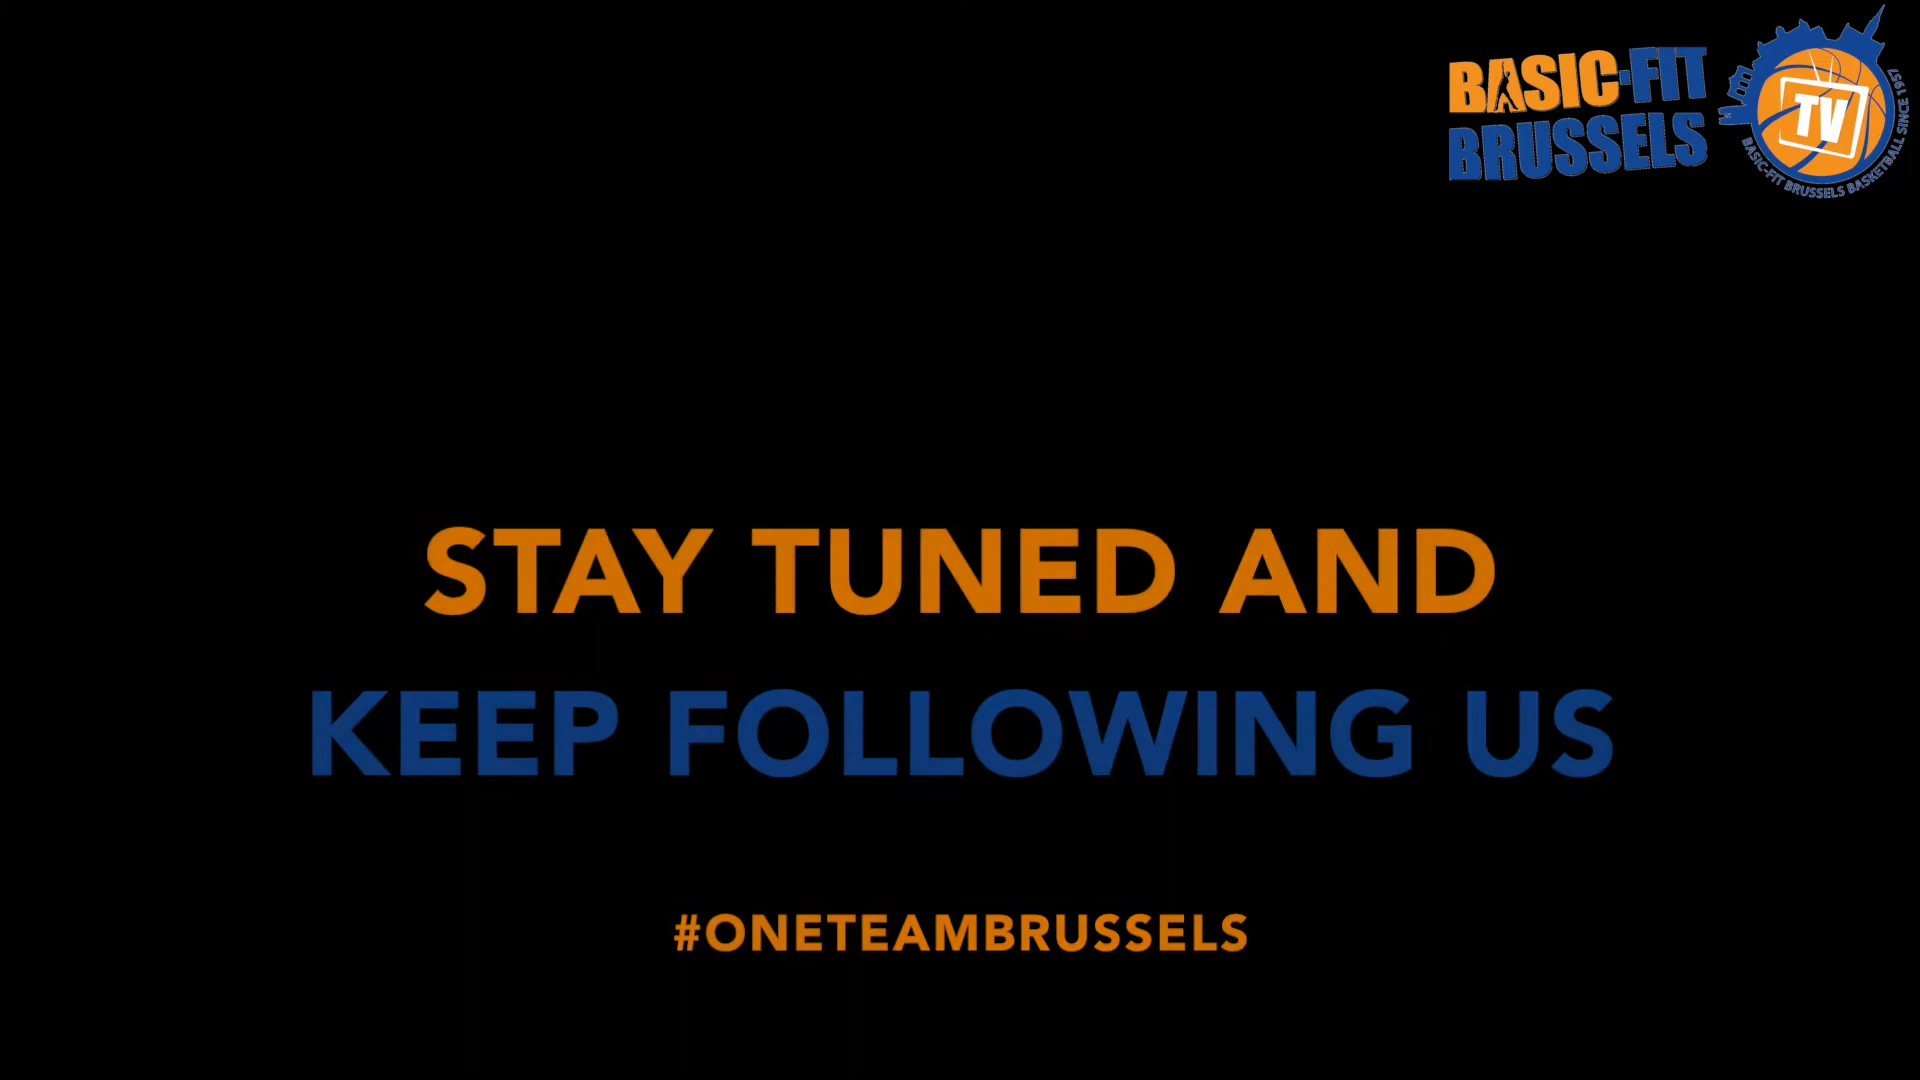 BASIC-FIT
BRUSSELS
TV
BASIC-FIT BRUSSELS BASKETBALL SINCE 1957
STAY TUNED AND
KEEP FOLLOWING US
#ONETEAMBRUSSELS